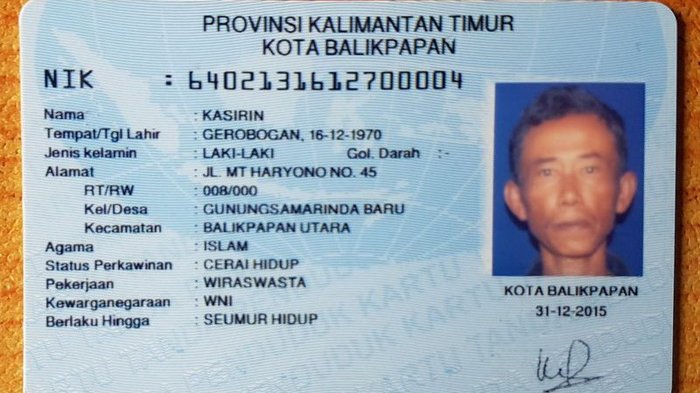 PROVINSI KALIMANTAN TIMUR
KOTA BALIKPAPAN
NIK : 6402131612700004
Nama : KASIRIN
Tempat/Tgl Lahir : GEROBOGAN, 16-12-1970
Jenis kelamin : LAKI-LAKI Gol. Darah : -
Alamat : JL. MT HARYONO NO. 45
RT/RW : 008/000
Kel/Desa : GUNUNGSAMARINDA BARU
Kecamatan : BALIKPAPAN UTARA
Agama : ISLAM
Status Perkawinan : CERAI HIDUP
Pekerjaan : WIRASWASTA
Kewarganegaraan : WNI
Berlaku Hingga : SEUMUR HIDUP
KOTA BALIKPAPAN
31-12-2015